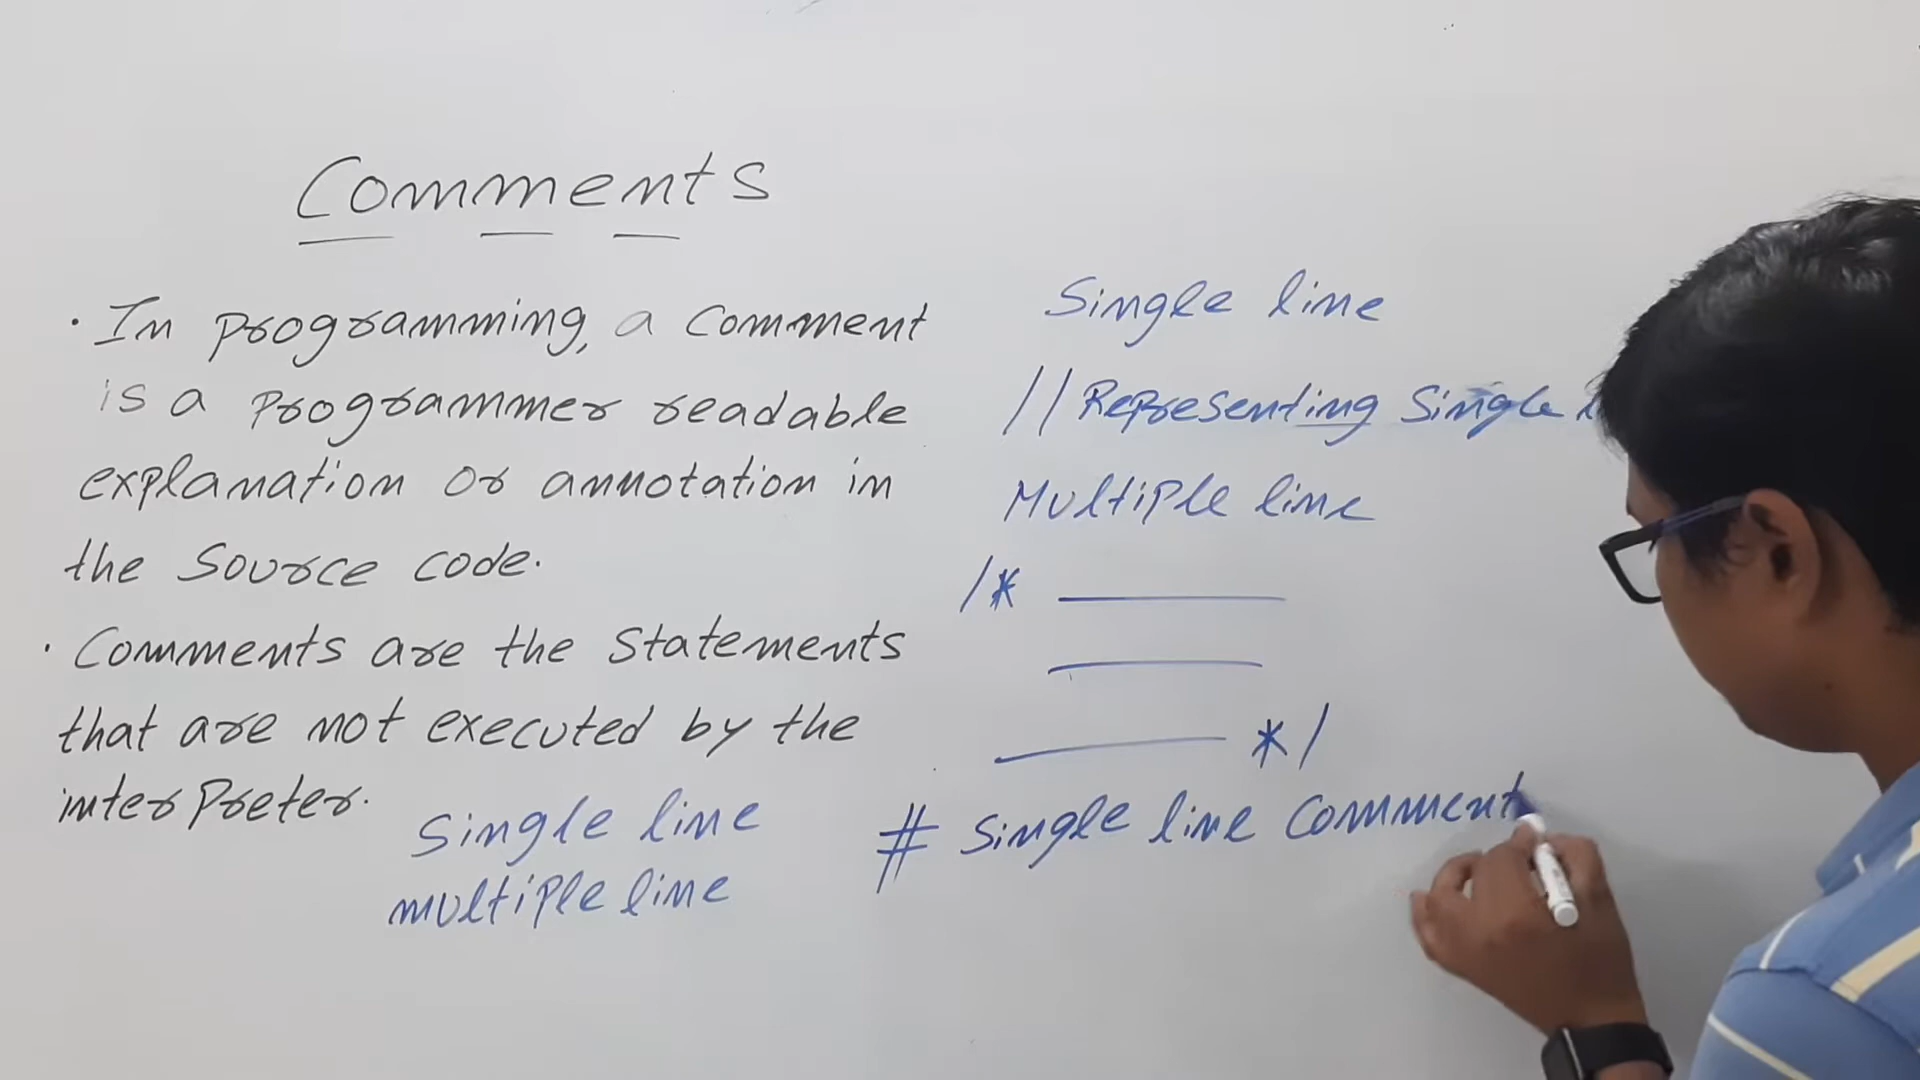 Comments
· In programming, a comment
is a programmer readable
explanation or annotation in
the source code.
· Comments are the statements
that are not executed by the
interpreter.
Single line
multiple line
Single line
// Representing Single
Multiple line
/*
*/
# Single line Comment